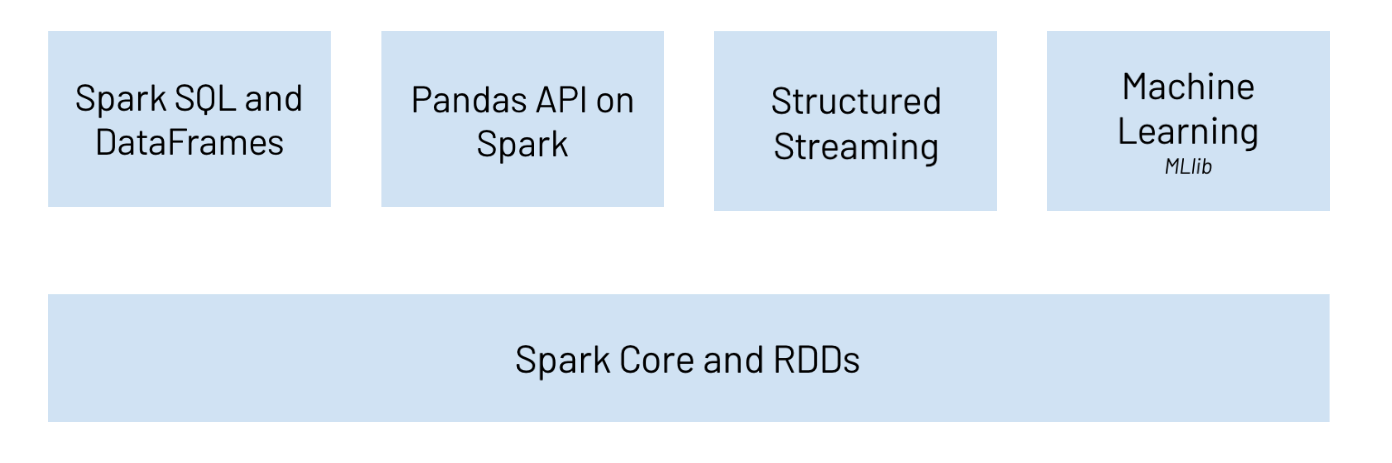 Spark SQL and
DataFrames
Pandas API on
Spark
Structured
Streaming
Machine
Learning
MLlib
Spark Core and RDDs